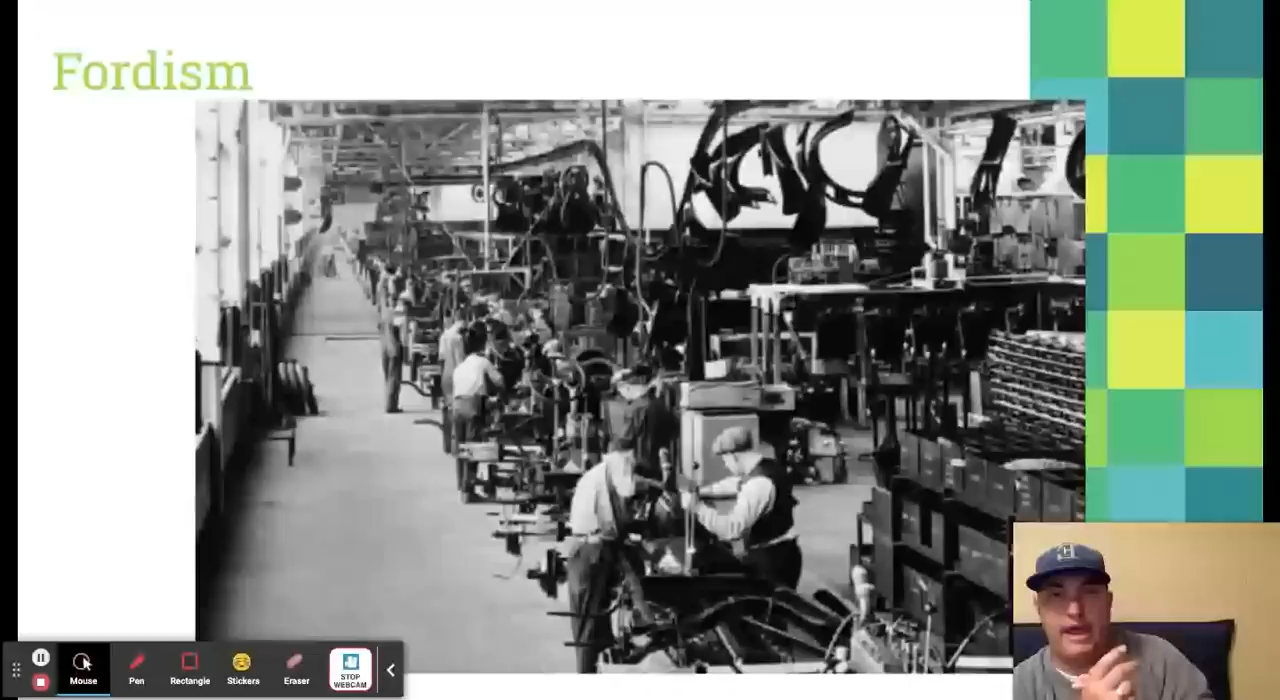 Fordism
Mouse
Pen
Rectangle
Stickers
Eraser
STOP
WEBCAM